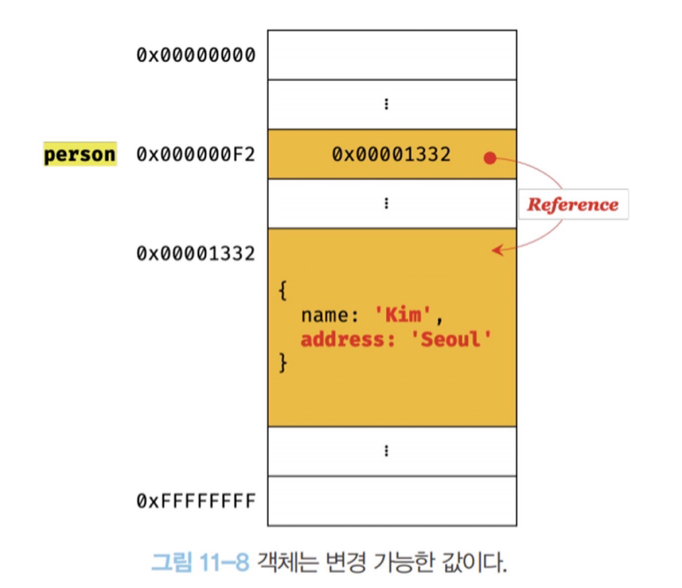 0x00000000
⋮
person 0x000000F2 0x00001332
⋮
Reference
0x00001332
{
name: 'Kim',
address: 'Seoul'
}
⋮
0xFFFFFFFF
그림 11-8 객체는 변경 가능한 값이다.